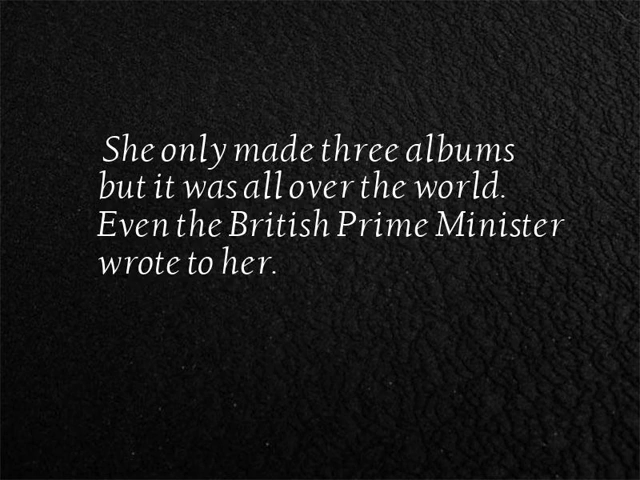 She only made three albums
but it was all over the world.
Even the British Prime Minister
wrote to her.